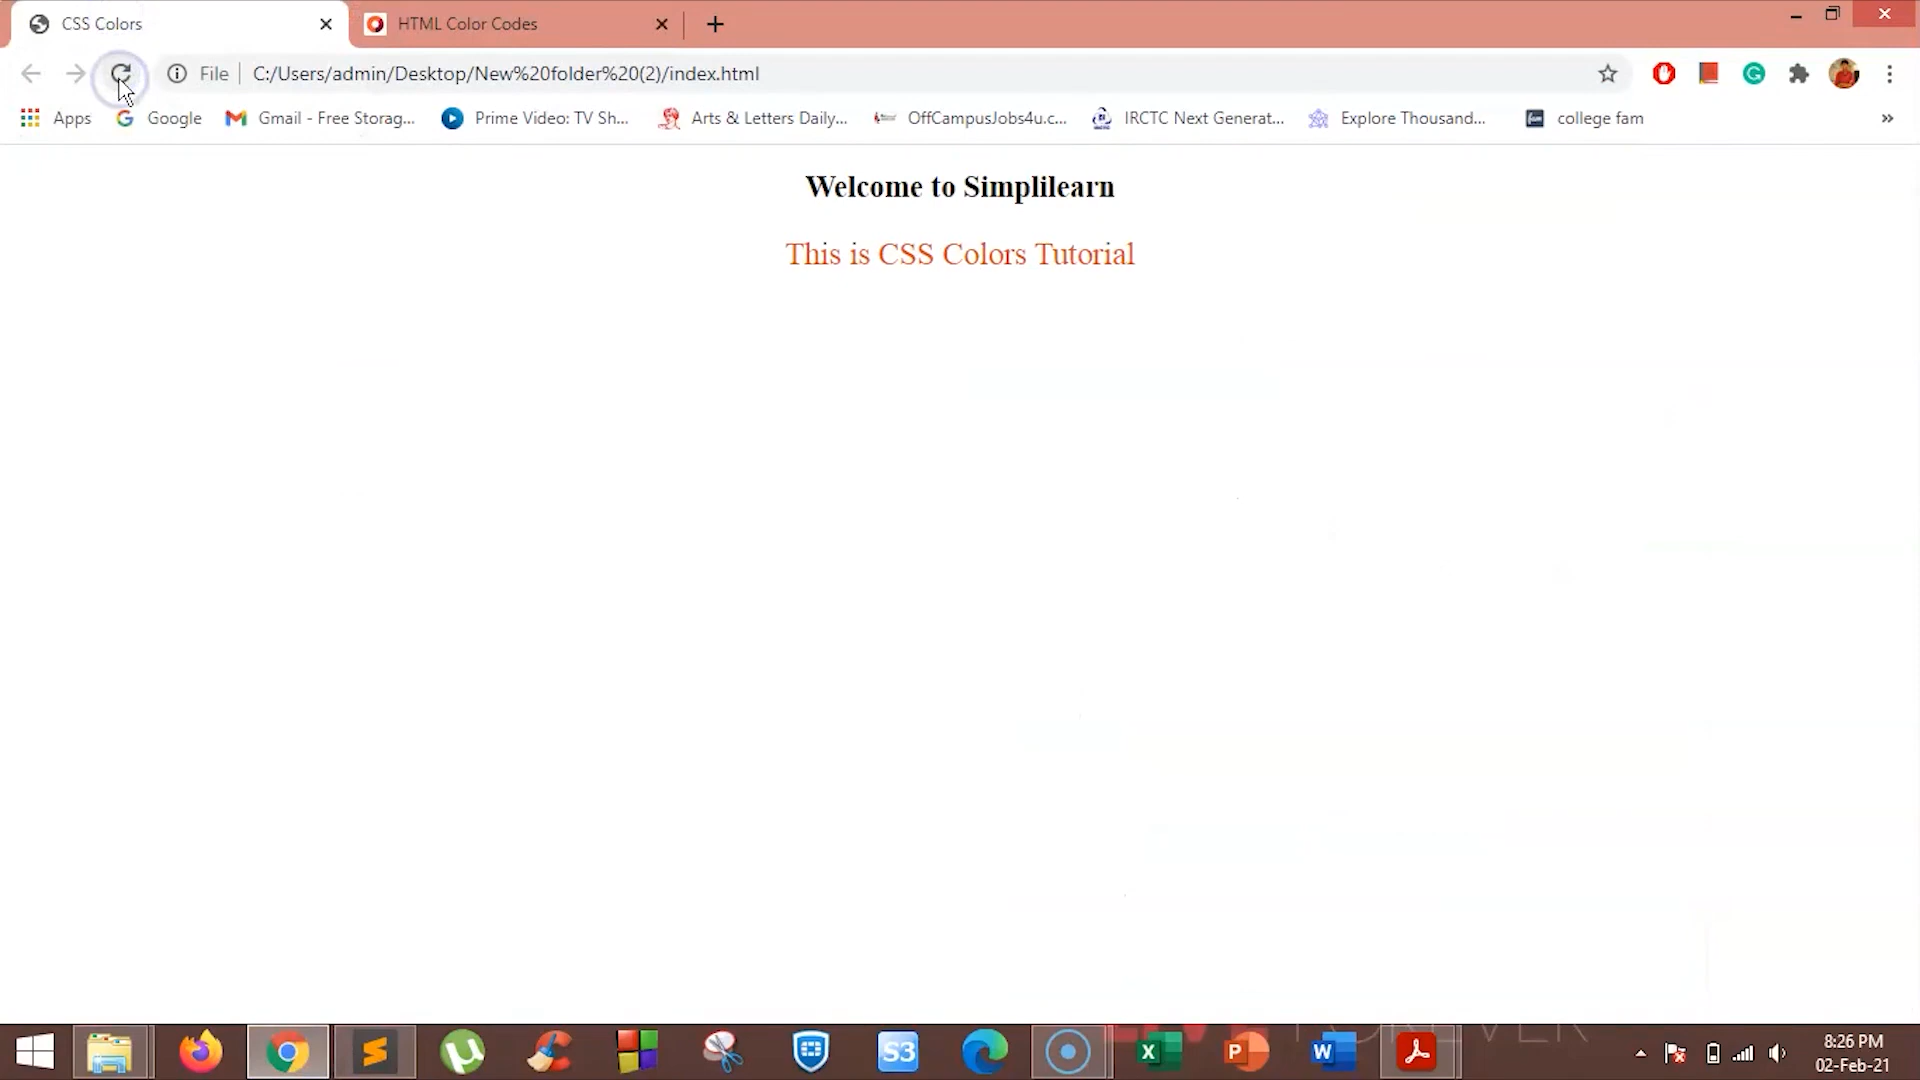 CSS Colors
HTML Color Codes
File C:/Users/admin/Desktop/New%20folder%20(2)/index.html
Apps Google Gmail - Free Storag... Prime Video: TV Sh... Arts & Letters Daily... OffCampusJobs4u.c... IRCTC Next Generat... Explore Thousand... college fam »
Welcome to Simplilearn
This is CSS Colors Tutorial
S3
8:26 PM
02-Feb-21